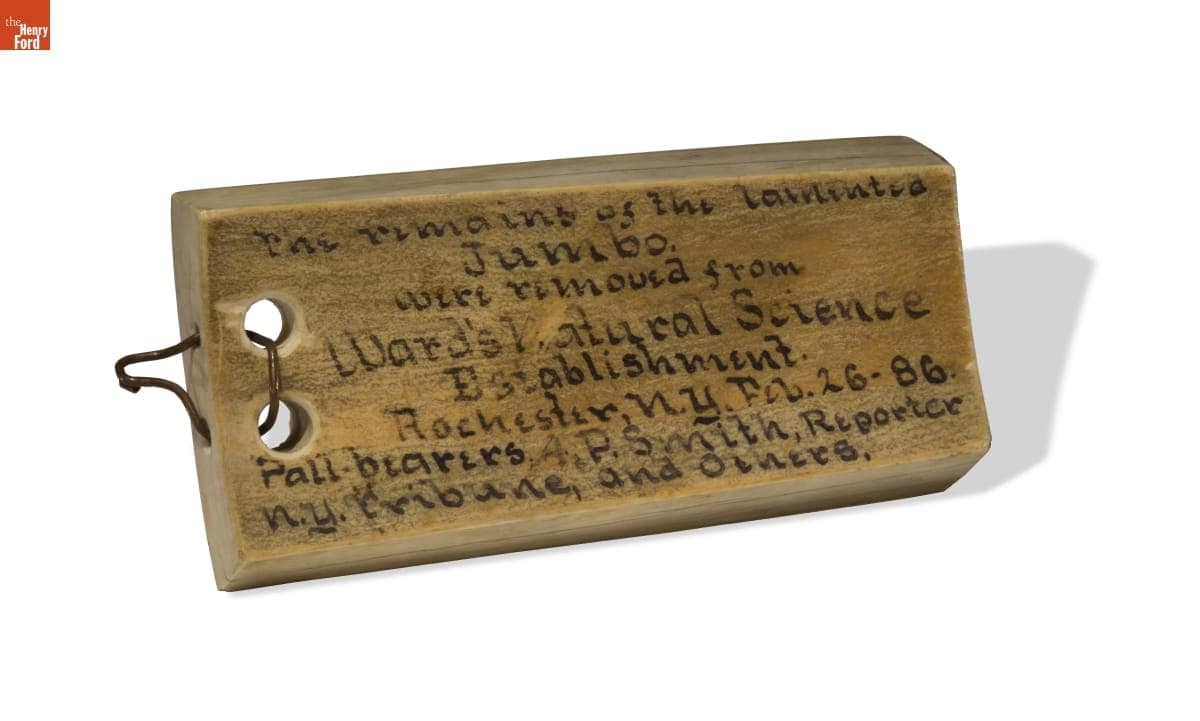 the
Henry
Ford
The remains of the lamented
Jumbo.
were removed from
Ward's Natural Science
Establishment.
Rochester, N.Y. Feb. 26-86.
Pall-bearers A.P. Smith, Reporter
N.Y. Tribune, and Others.